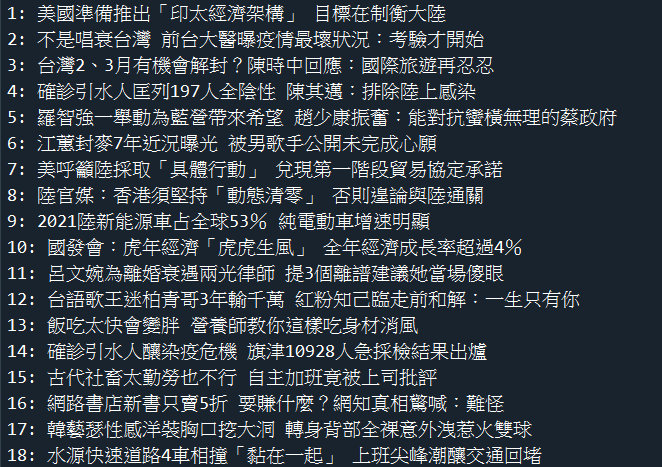 1: 美國準備推出「印太經濟架構」 目標在制衡大陸
2: 不是唱衰台灣 前台大醫曝疫情最壞狀況：考驗才開始
3: 台灣2、3月有機會解封？陳時中回應：國際旅遊再忍忍
4: 確診引水人匡列197人全陰性 陳其邁：排除陸上感染
5: 羅智強一舉動為藍營帶來希望 趙少康振奮：能對抗蠻橫無理的蔡政府
6: 江蕙封麥7年近況曝光 被男歌手公開未完成心願
7: 美呼籲陸採取「具體行動」 兌現第一階段貿易協定承諾
8: 陸官媒：香港須堅持「動態清零」 否則遑論與陸通關
9: 2021陸新能源車占全球53% 純電動車增速明顯
10: 國發會：虎年經濟「虎虎生風」 全年經濟成長率超過4%
11: 呂文婉為離婚衰遇兩光律師 提3個離譜建議她當場傻眼
12: 台語歌王迷柏青哥3年輸千萬 紅粉知己臨走前和解：一生只有你
13: 飯吃太快會變胖 營養師教你這樣吃身材消風
14: 確診引水人釀染疫危機 旗津10928人急採檢結果出爐
15: 古代社畜太勤勞也不行 自主加班竟被上司批評
16: 網路書店新書只賣5折 要賺什麼？網知真相驚喊：難怪
17: 韓藝瑟性感洋裝胸口挖大洞 轉身背部全裸意外洩惹火雙球
18: 水源快速道路4車相撞「黏在一起」 上班尖峰潮釀交通回堵